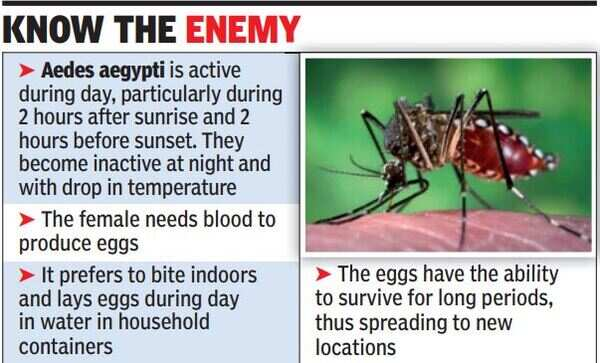 KNOW THE ENEMY
➤ Aedes aegypti is active
during day, particularly during
2 hours after sunrise and 2
hours before sunset. They
become inactive at night and
with drop in temperature
➤ The female needs blood to
produce eggs
➤ It prefers to bite indoors
and lays eggs during day
in water in household
containers
➤ The eggs have the ability
to survive for long periods,
thus spreading to new
locations